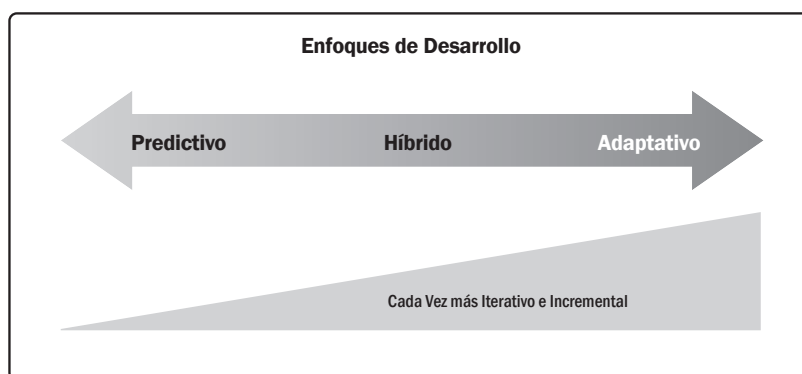 Enfoques de Desarrollo
Predictivo Híbrido Adaptativo
Cada Vez más Iterativo e Incremental